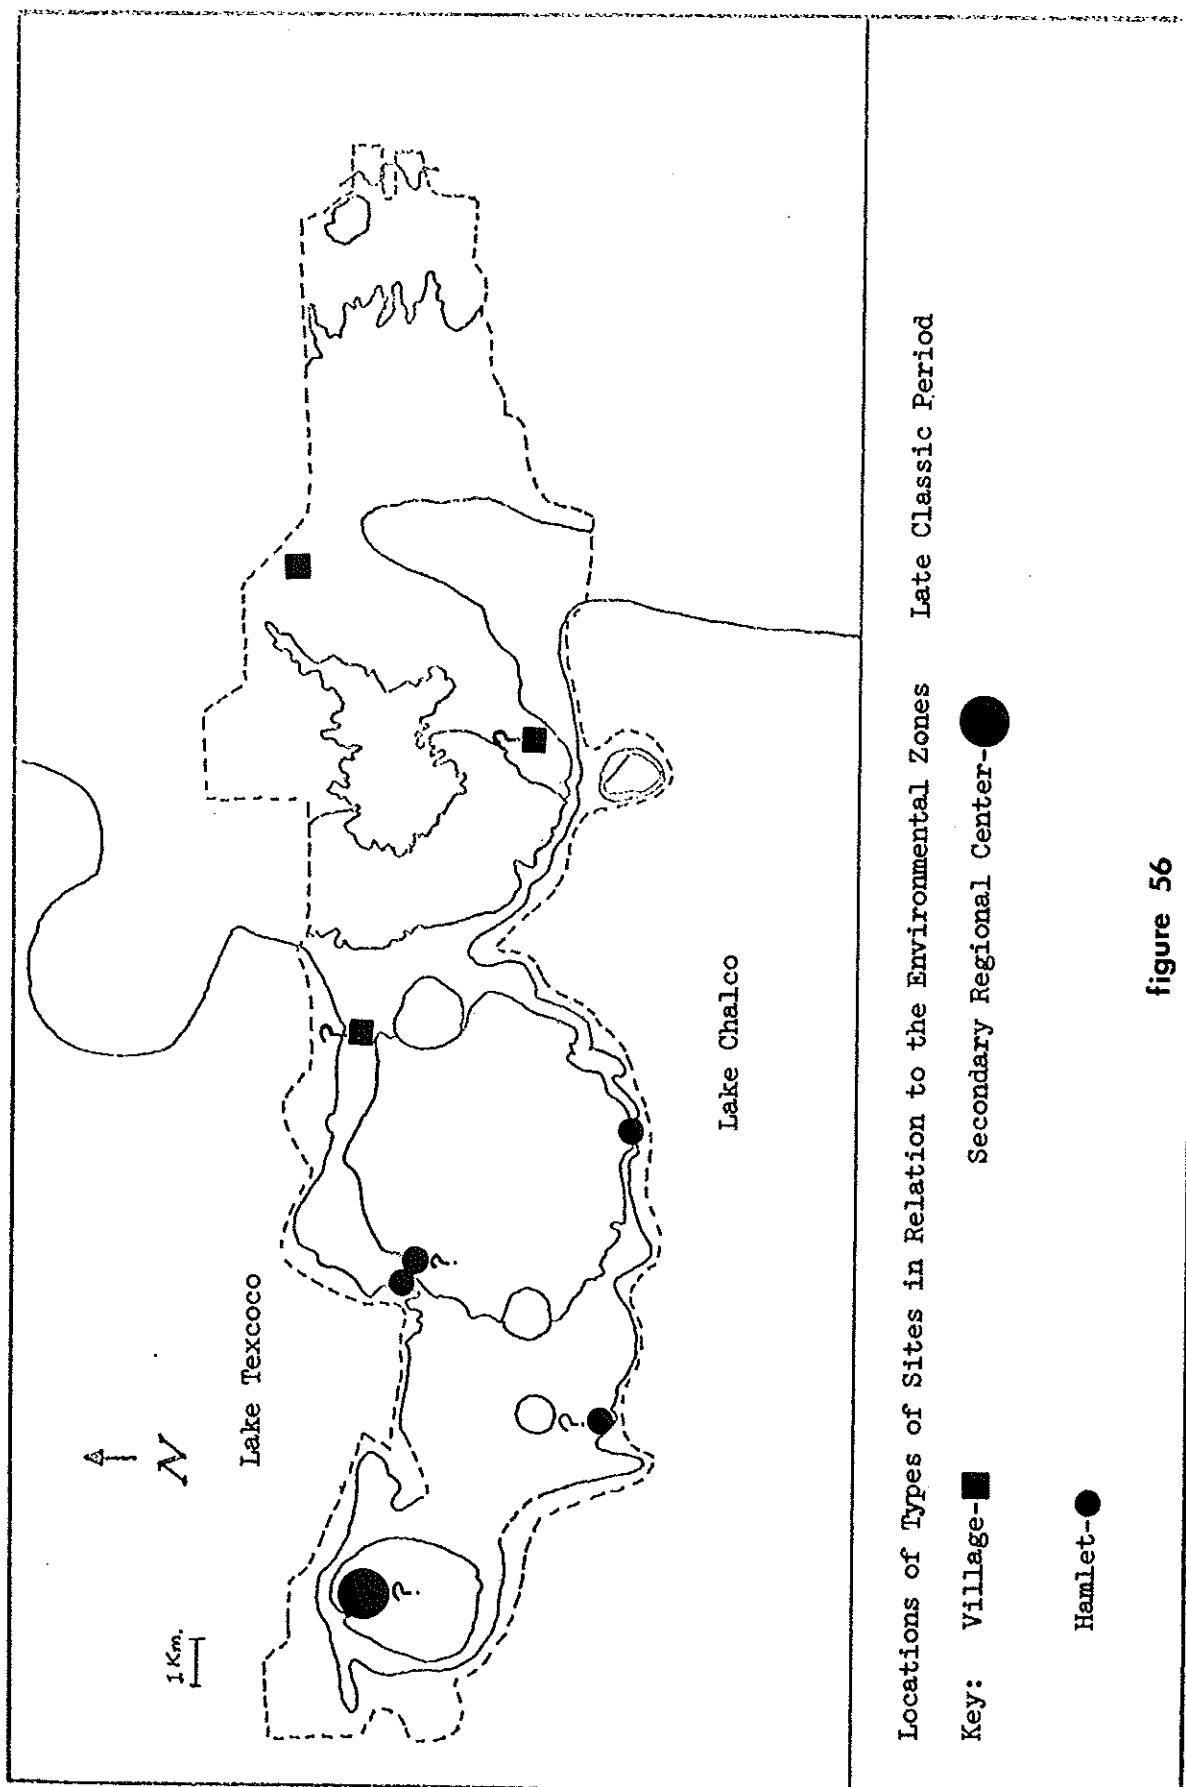 1 Km.
N
Lake Texcoco
Lake Chalco
?
?
?
?
?
Locations of Types of Sites in Relation to the Environmental Zones Late Classic Period
Key: Village- Secondary Regional Center-
Hamlet-
figure 56